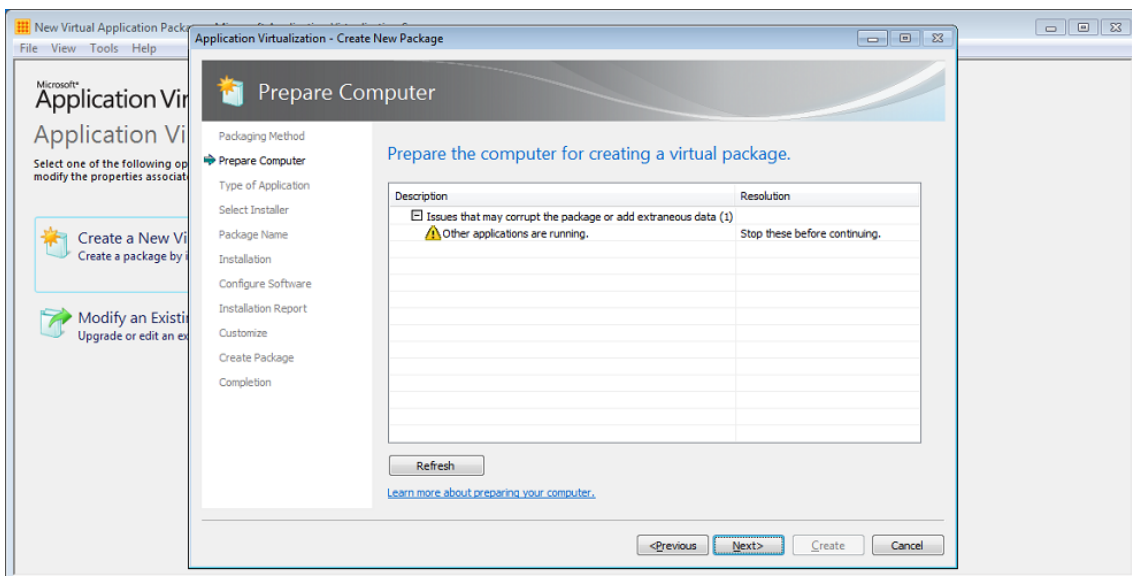 New Virtual Application Packa
File View Tools Help
Microsoft®
Application Vir
Application Vi
Select one of the following op
modify the properties associat
Create a New Vi
Create a package by i
Modify an Existi
Upgrade or edit an ex
Application Virtualization - Create New Package
Prepare Computer
Packaging Method
Prepare Computer
Type of Application
Select Installer
Package Name
Installation
Configure Software
Installation Report
Customize
Create Package
Completion
Prepare the computer for creating a virtual package.
Description Resolution
Issues that may corrupt the package or add extraneous data (1)
Other applications are running. Stop these before continuing.
Refresh
Learn more about preparing your computer.
<Previous Next> Create Cancel